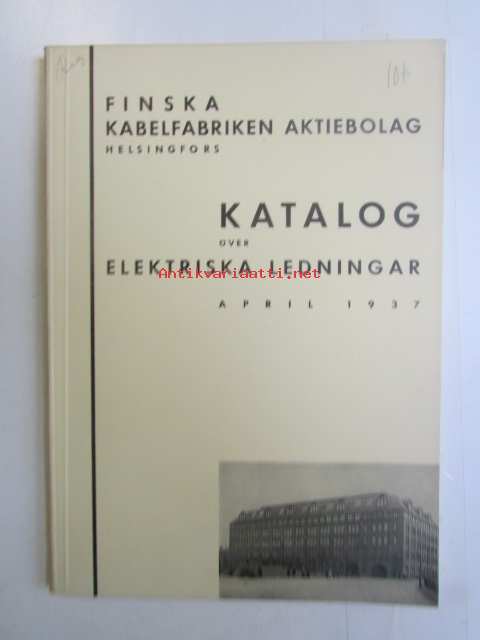 FINSKA
KABELFABRIKEN AKTIEBOLAG
HELSINGFORS
KATALOG
ÖVER
ELEKTRISKA LEDNINGAR
Antikvariaatti.net
APRIL 1937